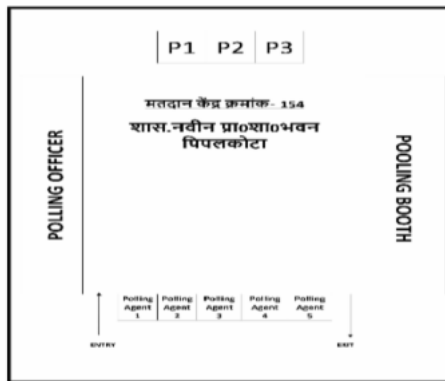 P1 P2 P3
मतदान केंद्र क्रमांक- 154
शास.नवीन प्रा0शा0भवन
पिपलकोटा
POLLING OFFICER
POOLING BOOTH
Polling Agent 1
Polling Agent 2
Polling Agent 3
Polling Agent 4
Polling Agent 5
ENTRY
EXIT